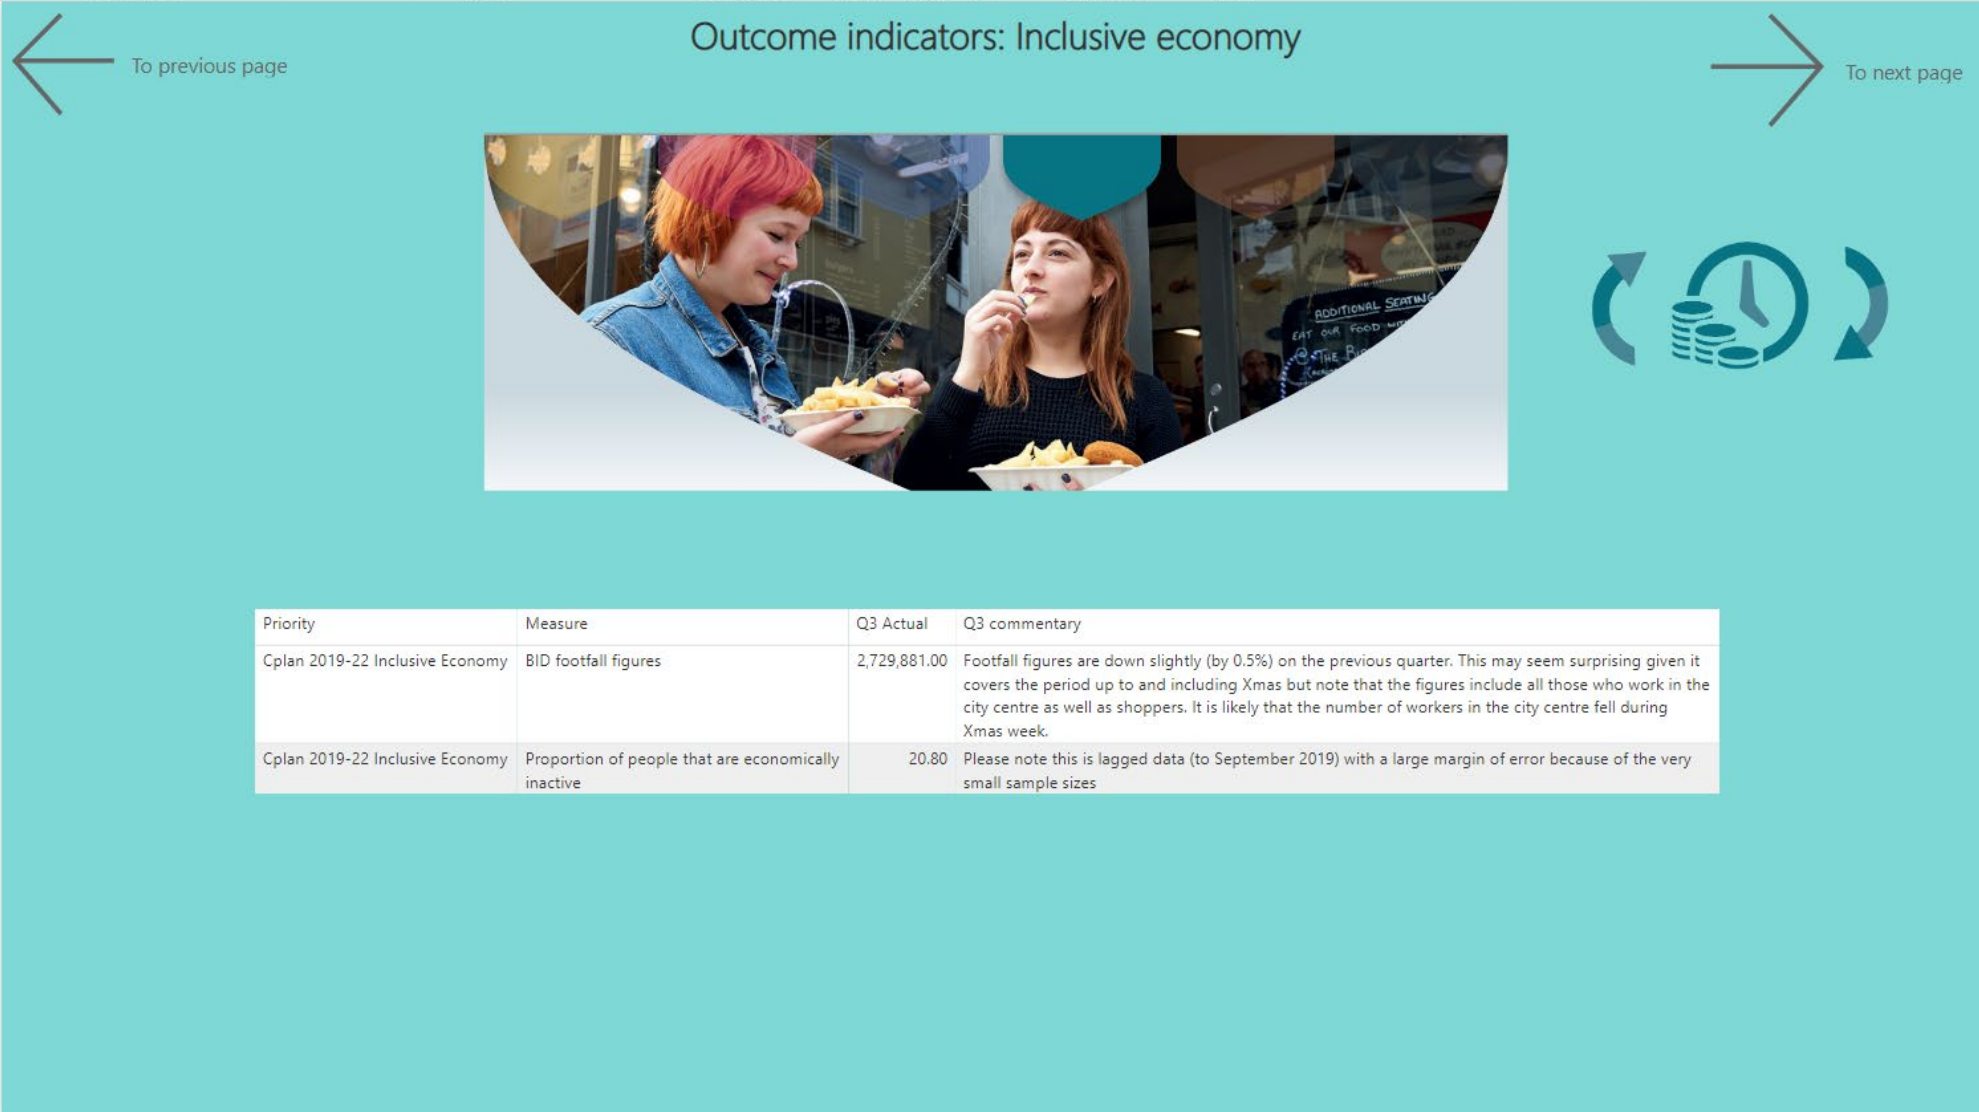 Outcome indicators: Inclusive economy
To previous page
To next page
ADDITIONAL SEATING
EAT OUR FOOD
@ THE
Priority Measure Q3 Actual Q3 commentary
Cplan 2019-22 Inclusive Economy BID footfall figures 2,729,881.00 Footfall figures are down slightly (by 0.5%) on the previous quarter. This may seem surprising given it
covers the period up to and including Xmas but note that the figures include all those who work in the
city centre as well as shoppers. It is likely that the number of workers in the city centre fell during
Xmas week.
Cplan 2019-22 Inclusive Economy Proportion of people that are economically 20.80 Please note this is lagged data (to September 2019) with a large margin of error because of the very
inactive small sample sizes